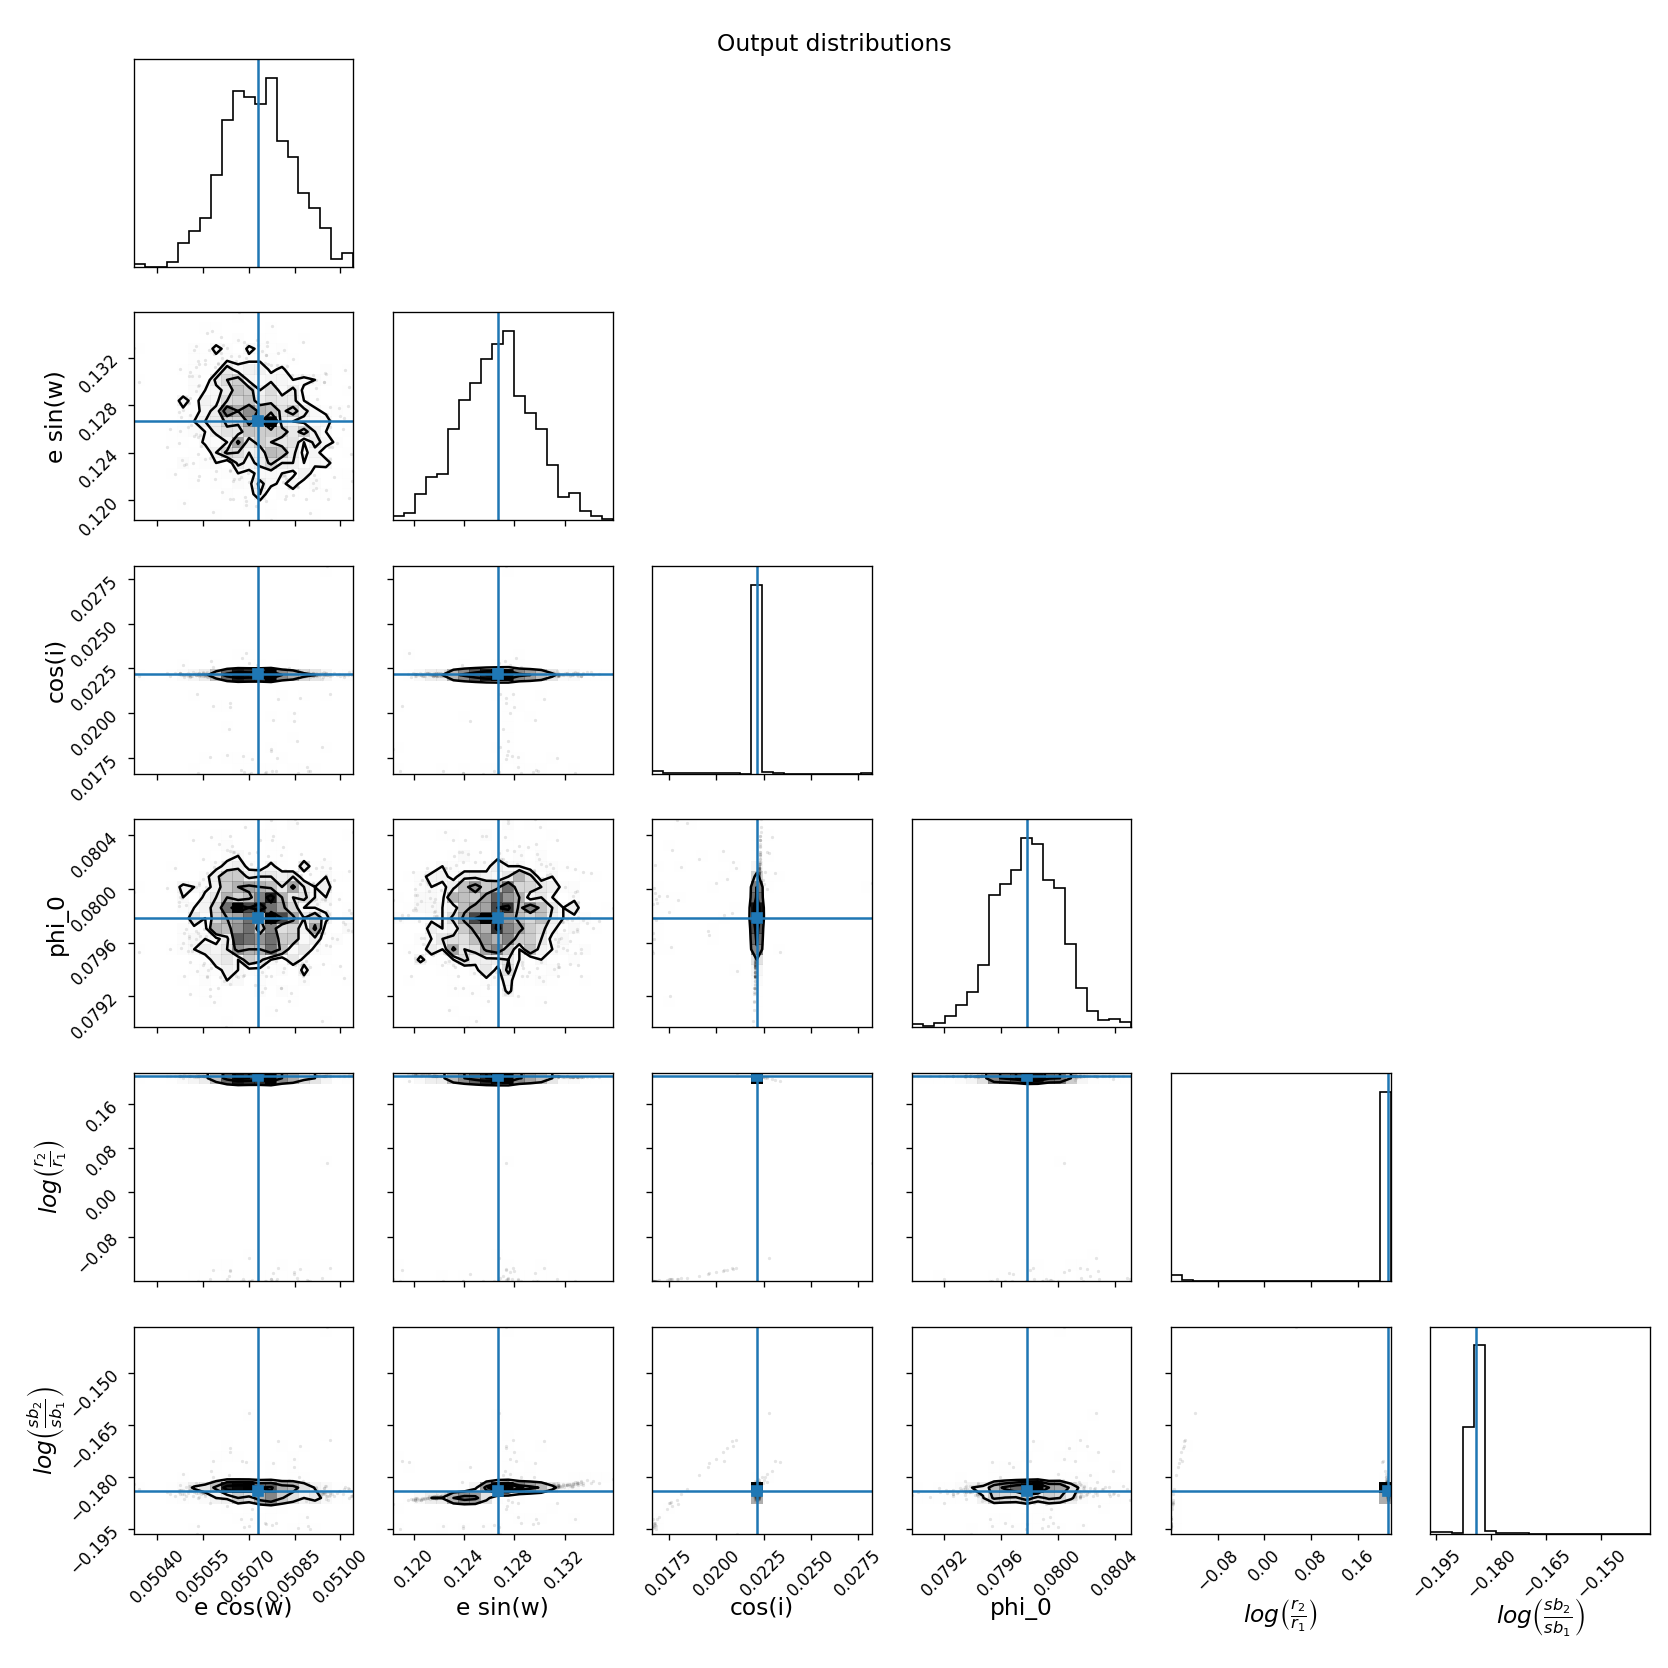 Output distributions
e sin(w)
0.132
0.128
0.124
0.120
cos(i)
0.0275
0.0250
0.0225
0.0200
0.0175
phi_0
0.0804
0.0800
0.0796
0.0792
log(r₂/r₁)
0.16
0.08
0.00
−0.08
log(sb₂/sb₁)
−0.150
−0.165
−0.180
−0.195
0.05040 0.05055 0.05070 0.05085 0.05100
0.120 0.124 0.128 0.132
0.0175 0.0200 0.0225 0.0250 0.0275
0.0792 0.0796 0.0800 0.0804
−0.08 0.00 0.08 0.16
−0.195 −0.180 −0.165 −0.150
e cos(w) e sin(w) cos(i) phi_0 log(r₂/r₁) log(sb₂/sb₁)